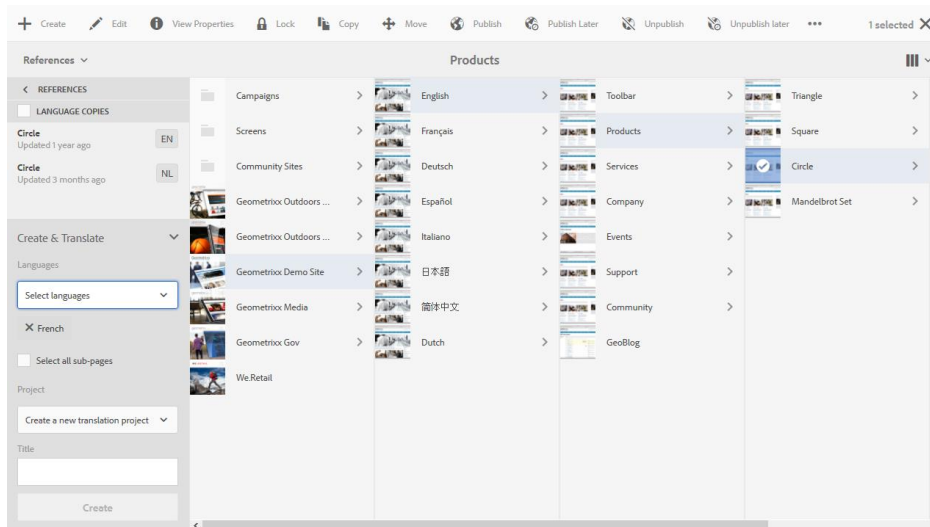 Create
Edit
View Properties
Lock
Copy
Move
Publish
Publish Later
Unpublish
Unpublish later
1 selected
References
Products
REFERENCES
LANGUAGE COPIES
Circle
Updated 1 year ago
EN
Circle
Updated 3 months ago
NL
Create & Translate
Languages
Select languages
French
Select all sub-pages
Project
Create a new translation project
Title
Create
Campaigns
Screens
Community Sites
Geometrixx Outdoors ...
Geometrixx Outdoors ...
Geometrixx Demo Site
Geometrixx Media
Geometrixx Gov
We.Retail
English
Français
Deutsch
Español
Italiano
日本語
简体中文
Dutch
Toolbar
Products
Services
Company
Events
Support
Community
GeoBlog
Triangle
Square
Circle
Mandelbrot Set